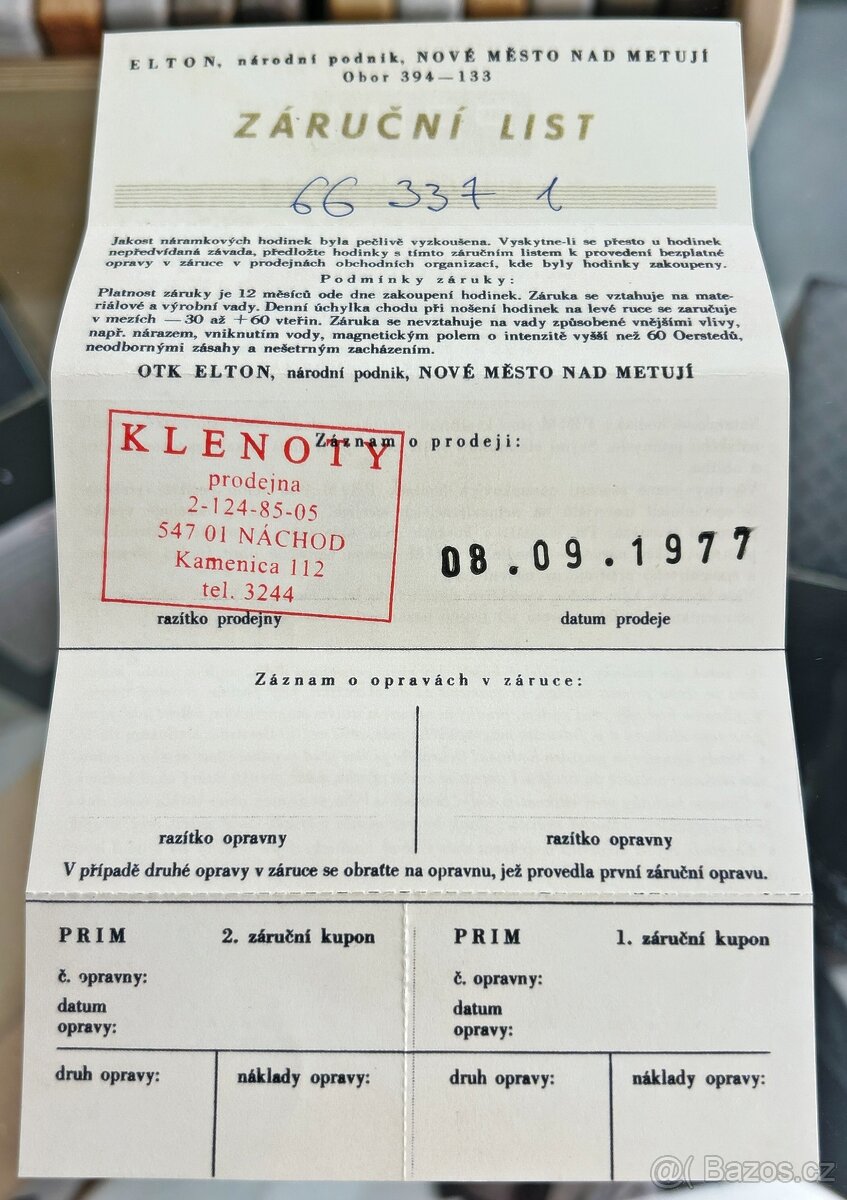 ELTON, národní podnik, NOVÉ MĚSTO NAD METUJÍ
Obor 394—133
ZÁRUČNÍ LIST
66 337 1
Jakost náramkových hodinek byla pečlivě vyzkoušena. Vyskytne-li se přesto u hodinek
nepředvídaná závada, předložte hodinky s tímto záručním listem k provedení bezplatné
opravy v záruce v prodejnách obchodních organizací, kde byly hodinky zakoupeny.
Podmínky záruky:
Platnost záruky je 12 měsíců ode dne zakoupení hodinek. Záruka se vztahuje na mate-
riálové a výrobní vady. Denní úchylka chodu při nošení hodinek na levé ruce se zaručuje
v mezích —30 až +60 vteřin. Záruka se nevztahuje na vady způsobené vnějšími vlivy,
např. nárazem, vniknutím vody, magnetickým polem o intenzitě vyšší než 60 Oerstedů,
neodbornými zásahy a nešetrným zacházením.
OTK ELTON, národní podnik, NOVÉ MĚSTO NAD METUJÍ
Záznam o prodeji:
KLENOTY
prodejna
2-124-85-05
547 01 NÁCHOD
Kamenica 112
tel. 3244
08.09.1977
razítko prodejny datum prodeje
Záznam o opravách v záruce:
razítko opravny razítko opravny
V případě druhé opravy v záruce se obraťte na opravnu, jež provedla první záruční opravu.
PRIM 2. záruční kupon PRIM 1. záruční kupon
č. opravny: č. opravny:
datum datum
opravy: opravy:
druh opravy: náklady opravy: druh opravy: náklady opravy:
@( Bazos.cz